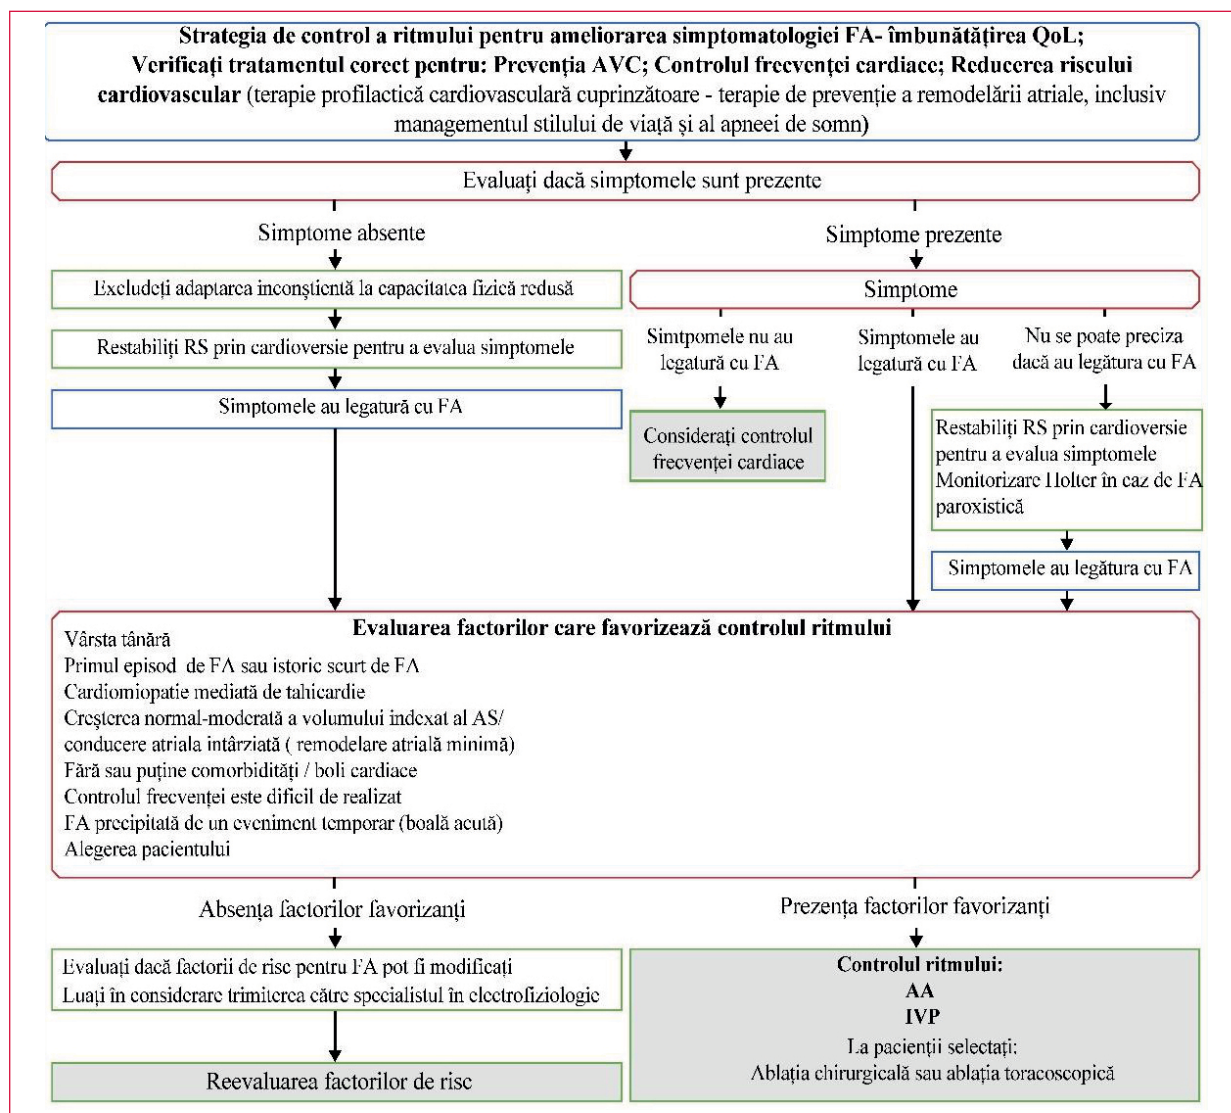 Strategia de control a ritmului pentru ameliorarea simptomatologiei FA- îmbunătățirea QoL;
Verificați tratamentul corect pentru: Prevenția AVC; Controlul frecvenței cardiace; Reducerea riscului
cardiovascular (terapie profilactică cardiovasculară cuprinzătoare - terapie de prevenție a remodelării atriale, inclusiv
managementul stilului de viață și al apneei de somn)
Evaluați dacă simptomele sunt prezente
Simptome absente
Excludeți adaptarea inconștientă la capacitatea fizică redusă
Restabiliți RS prin cardioversie pentru a evalua simptomele
Simptomele au legatură cu FA
Simptome prezente
Simptome
Simtpomele nu au
legatură cu FA
Considerați controlul
frecvenței cardiace
Simptomele au
legatură cu FA
Nu se poate preciza
dacă au legătura cu FA
Restabiliți RS prin cardioversie
pentru a evalua simptomele
Monitorizare Holter în caz de FA
paroxistică
Simptomele au legătura cu FA
Evaluarea factorilor care favorizează controlul ritmului
Vârsta tânără
Primul episod de FA sau istoric scurt de FA
Cardiomiopatie mediată de tahicardie
Creșterea normal-moderată a volumului indexat al AS/
conducere atriala întârziată ( remodelare atrială minimă)
Fără sau puține comorbidități / boli cardiace
Controlul frecvenței este dificil de realizat
FA precipitată de un eveniment temporar (boală acută)
Alegerea pacientului
Absența factorilor favorizanți
Evaluați dacă factorii de risc pentru FA pot fi modificați
Luați în considerare trimiterea către specialistul în electrofiziologie
Reevaluarea factorilor de risc
Prezența factorilor favorizanți
Controlul ritmului:
AA
IVP
La pacienții selectați:
Ablația chirurgicală sau ablația toracoscopică